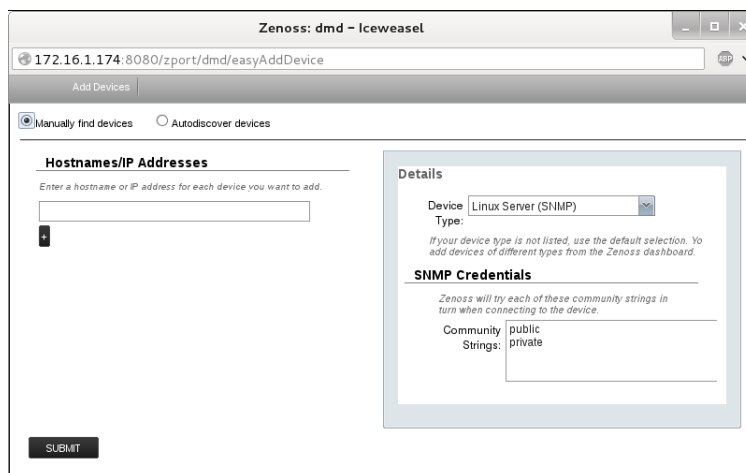 Zenoss: dmd - Iceweasel
172.16.1.174:8080/zport/dmd/easyAddDevice
ABP
Add Devices
Manually find devices
Autodiscover devices
Hostnames/IP Addresses
Enter a hostname or IP address for each device you want to add.
+
SUBMIT
Details
Device Type:
Linux Server (SNMP)
If your device type is not listed, use the default selection. Yo
add devices of different types from the Zenoss dashboard.
SNMP Credentials
Zenoss will try each of these community strings in
turn when connecting to the device.
Community Strings:
public
private